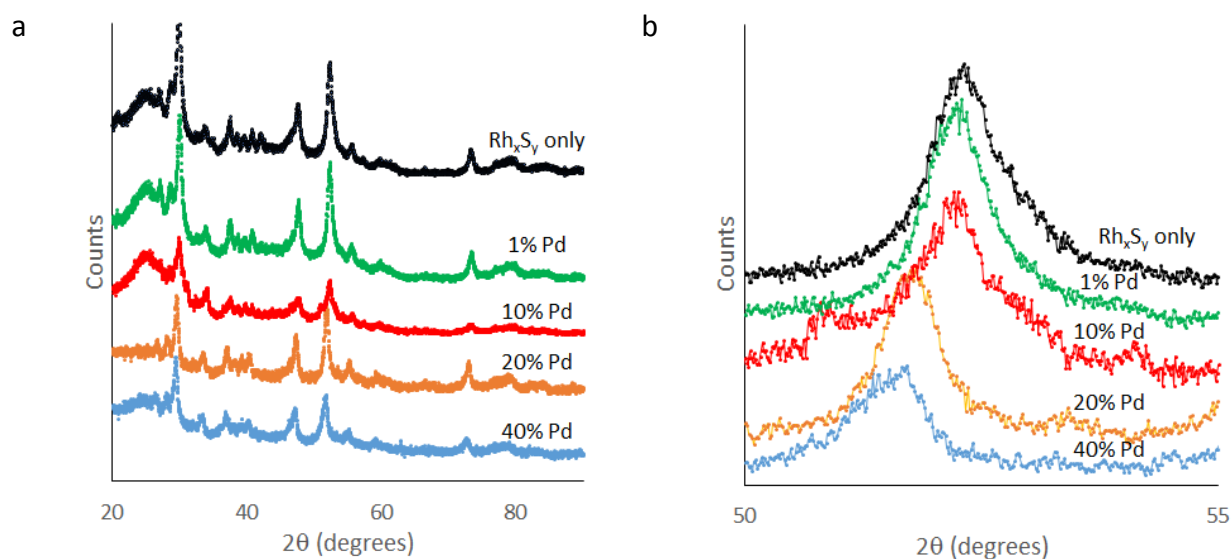 a
Counts
RhxSy only
1% Pd
10% Pd
20% Pd
40% Pd
20 40 60 80
2θ (degrees)
b
Counts
RhxSy only
1% Pd
10% Pd
20% Pd
40% Pd
50 55
2θ (degrees)